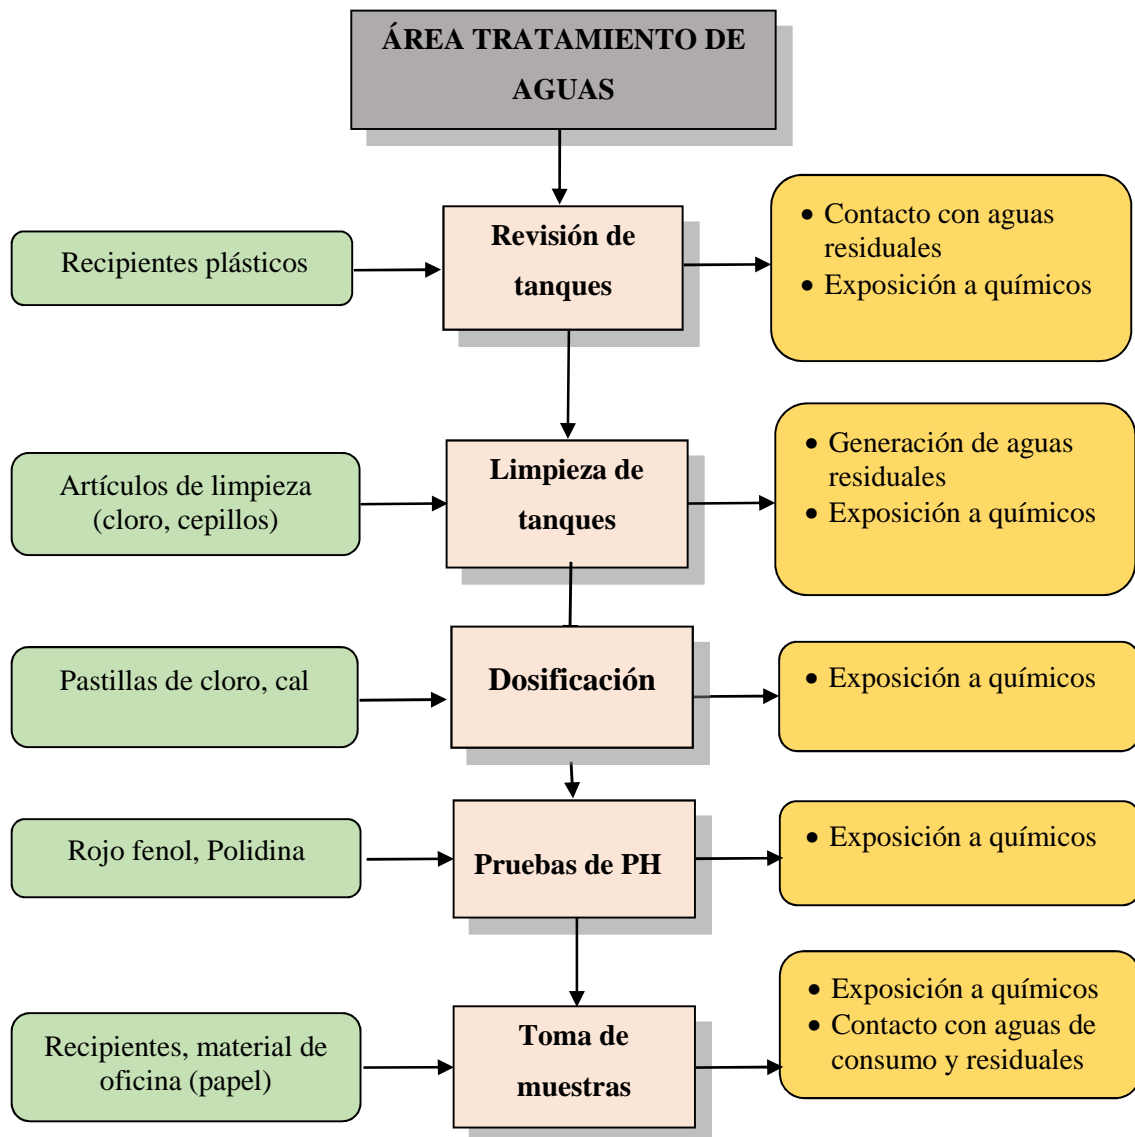 ÁREA TRATAMIENTO DE
AGUAS
Recipientes plásticos
Revisión de
tanques
• Contacto con aguas
residuales
• Exposición a químicos
Artículos de limpieza
(cloro, cepillos)
Limpieza de
tanques
• Generación de aguas
residuales
• Exposición a químicos
Pastillas de cloro, cal
Dosificación
• Exposición a químicos
Rojo fenol, Polidina
Pruebas de PH
• Exposición a químicos
Recipientes, material de
oficina (papel)
Toma de
muestras
• Exposición a químicos
• Contacto con aguas de
consumo y residuales